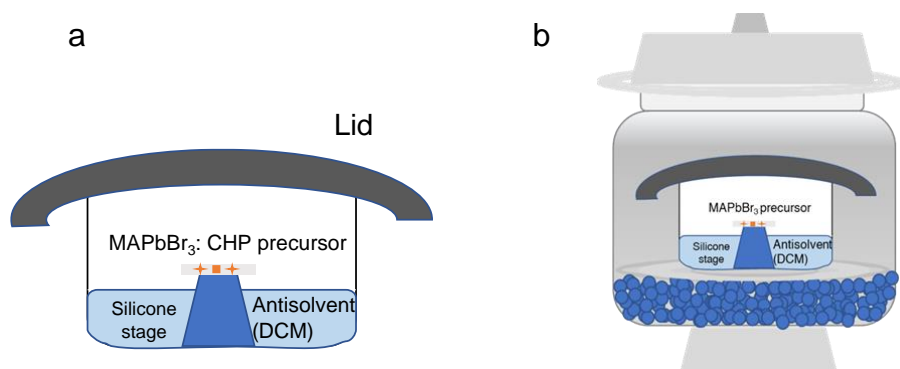 a
b
Lid
MAPbBr₃: CHP precursor
Silicone
stage
Antisolvent
(DCM)
MAPbBr₃ precursor
Silicone
stage
Antisolvent
(DCM)